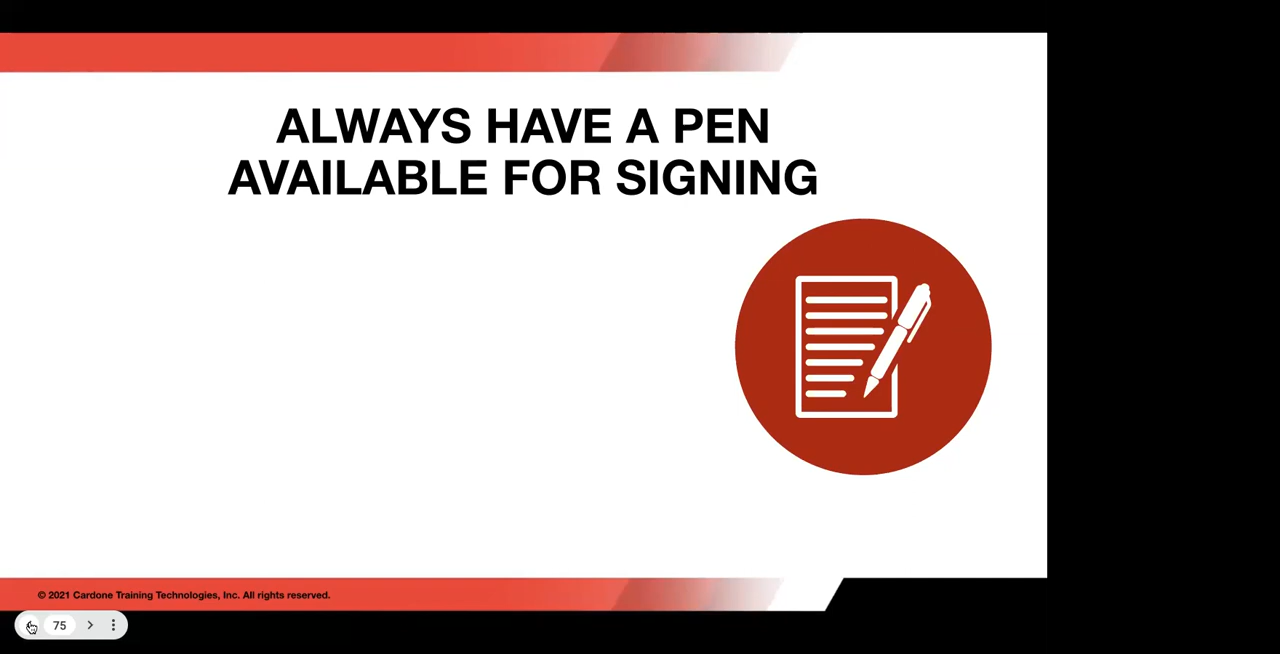 ALWAYS HAVE A PEN
AVAILABLE FOR SIGNING
© 2021 Cardone Training Technologies, Inc. All rights reserved.
75